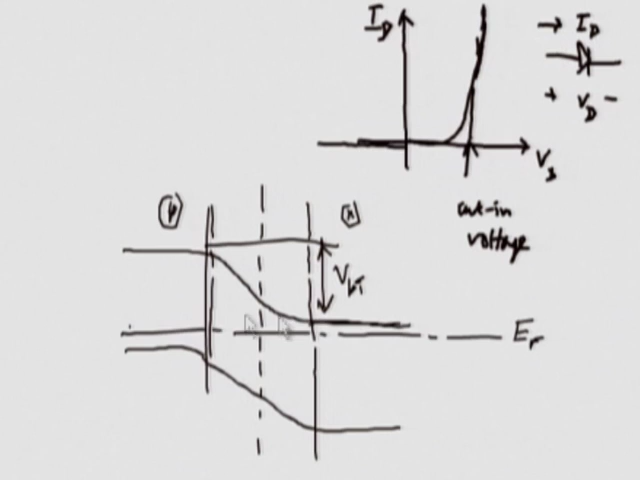 I_D
→ I_D
+ V_D −
V_D
cut-in
voltage
(p)
(n)
V_bi
E_F